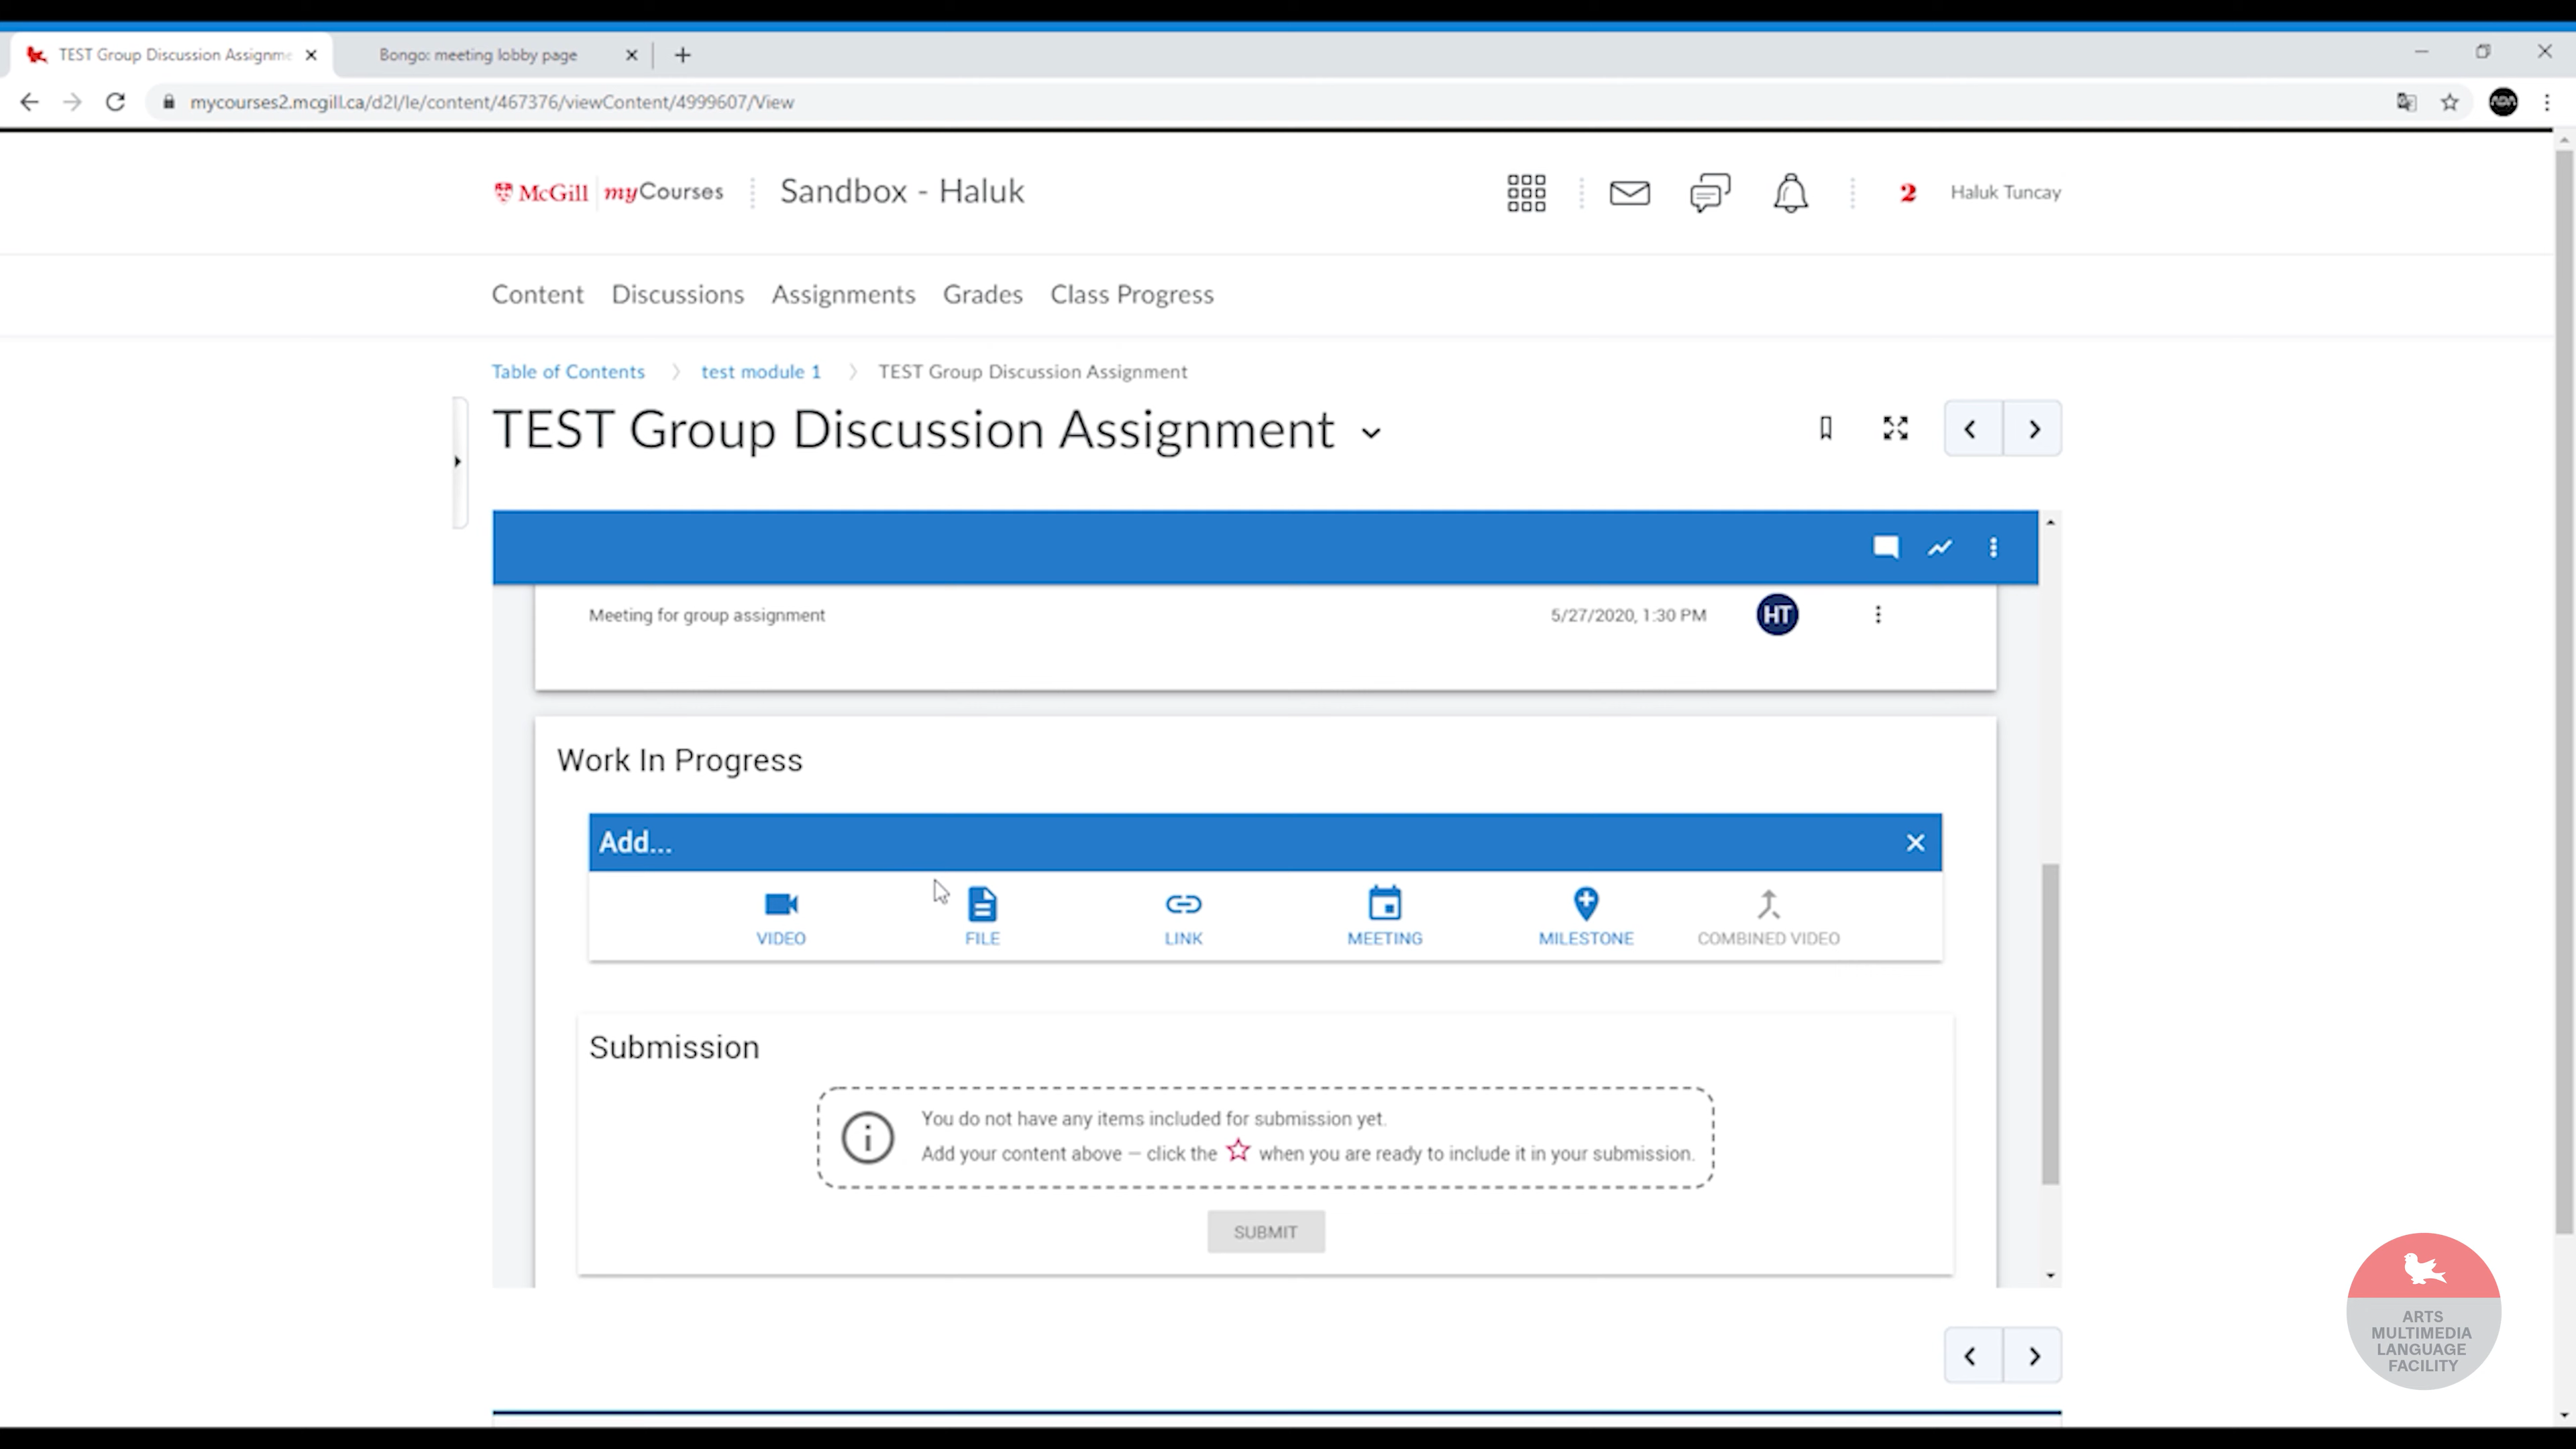 TEST Group Discussion Assignme
Bongo: meeting lobby page
mycourses2.mcgill.ca/d2l/le/content/467376/viewContent/4999607/View
McGill myCourses
Sandbox - Haluk
2
Haluk Tuncay
Content Discussions Assignments Grades Class Progress
Table of Contents test module 1 TEST Group Discussion Assignment
TEST Group Discussion Assignment
Meeting for group assignment 5/27/2020, 1:30 PM HT
Work In Progress
Add...
VIDEO FILE LINK MEETING MILESTONE COMBINED VIDEO
Submission
You do not have any items included for submission yet.
Add your content above – click the ☆ when you are ready to include it in your submission.
SUBMIT
ARTS
MULTIMEDIA
LANGUAGE
FACILITY